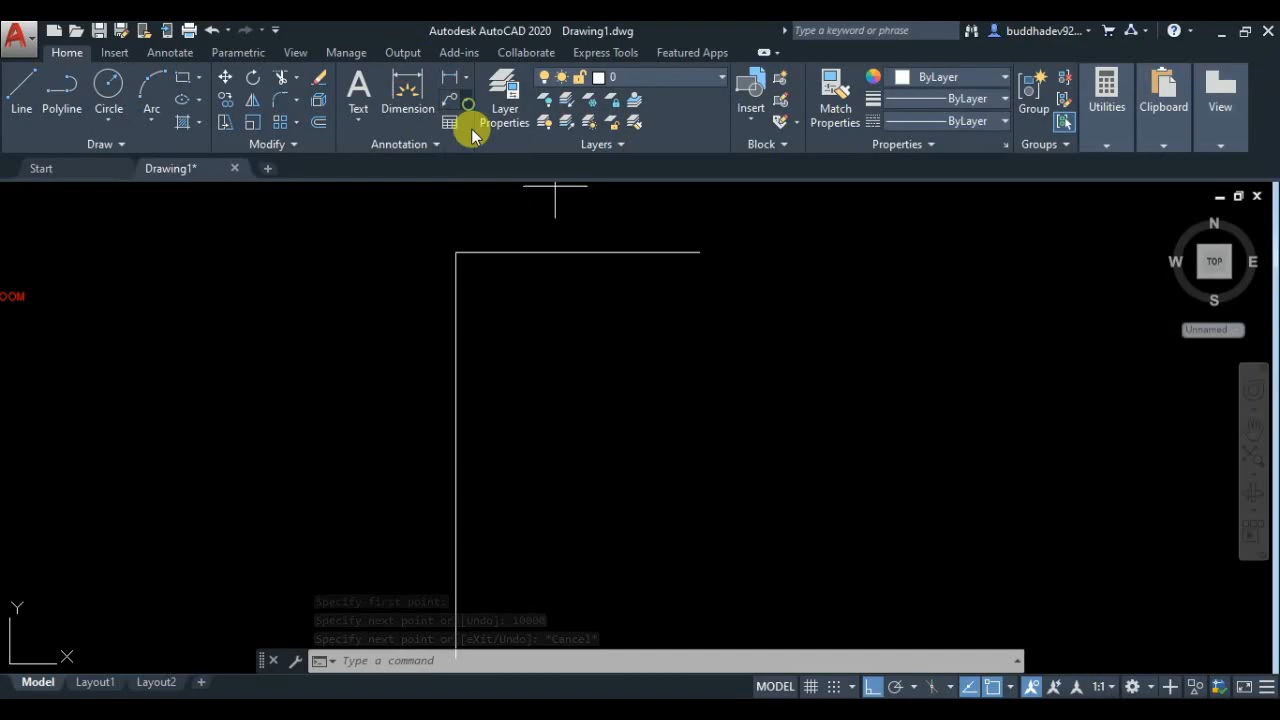 Autodesk AutoCAD 2020 Drawing1.dwg
Type a keyword or phrase
buddhadev92...
Home Insert Annotate Parametric View Manage Output Add-ins Collaborate Express Tools Featured Apps
Line Polyline Circle Arc
Text Dimension
Layer Properties
0
Insert
Match Properties
ByLayer
ByLayer
ByLayer
Group
Utilities
Clipboard
View
Draw Modify Annotation Layers Block Properties Groups
Start Drawing1*
N
W TOP E
S
Unnamed
OOM
Y
X
Specify first point:
Specify next point or [Undo]: 10000
Specify next point or [eXit/Undo]: *Cancel*
Type a command
Model Layout1 Layout2 +
MODEL 1:1